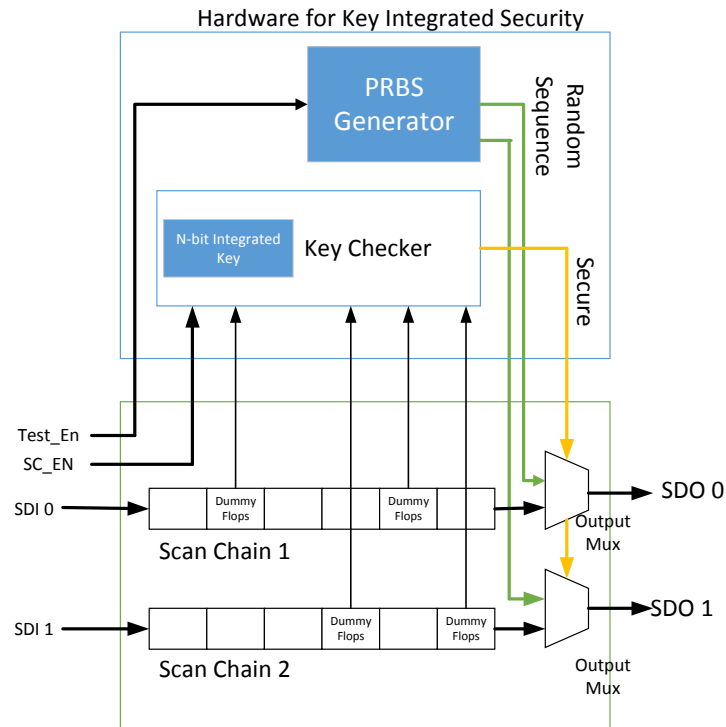 Hardware for Key Integrated Security
PRBS
Generator
Random
Sequence
N-bit Integrated
Key
Key Checker
Secure
Test_En
SC_EN
SDI 0
Dummy
Flops
Dummy
Flops
SDO 0
Output
Mux
Scan Chain 1
SDI 1
Dummy
Flops
Dummy
Flops
SDO 1
Scan Chain 2
Output
Mux